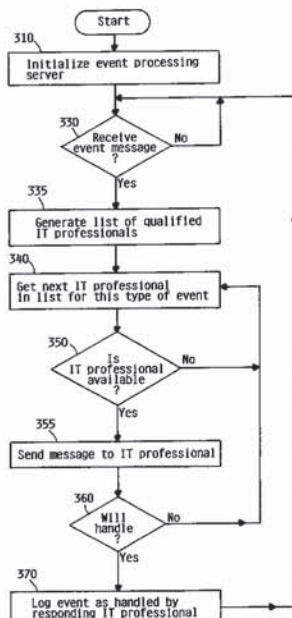 Start
310
Initialize event processing
server
330
Receive
event message
?
No
Yes
335
Generate list of qualified
IT professionals
340
Get next IT professional
in list for this type of event
350
Is
IT professional
available
?
No
Yes
355
Send message to IT professional
360
Will
handle
?
No
Yes
370
Log event as handled by
responding IT professional